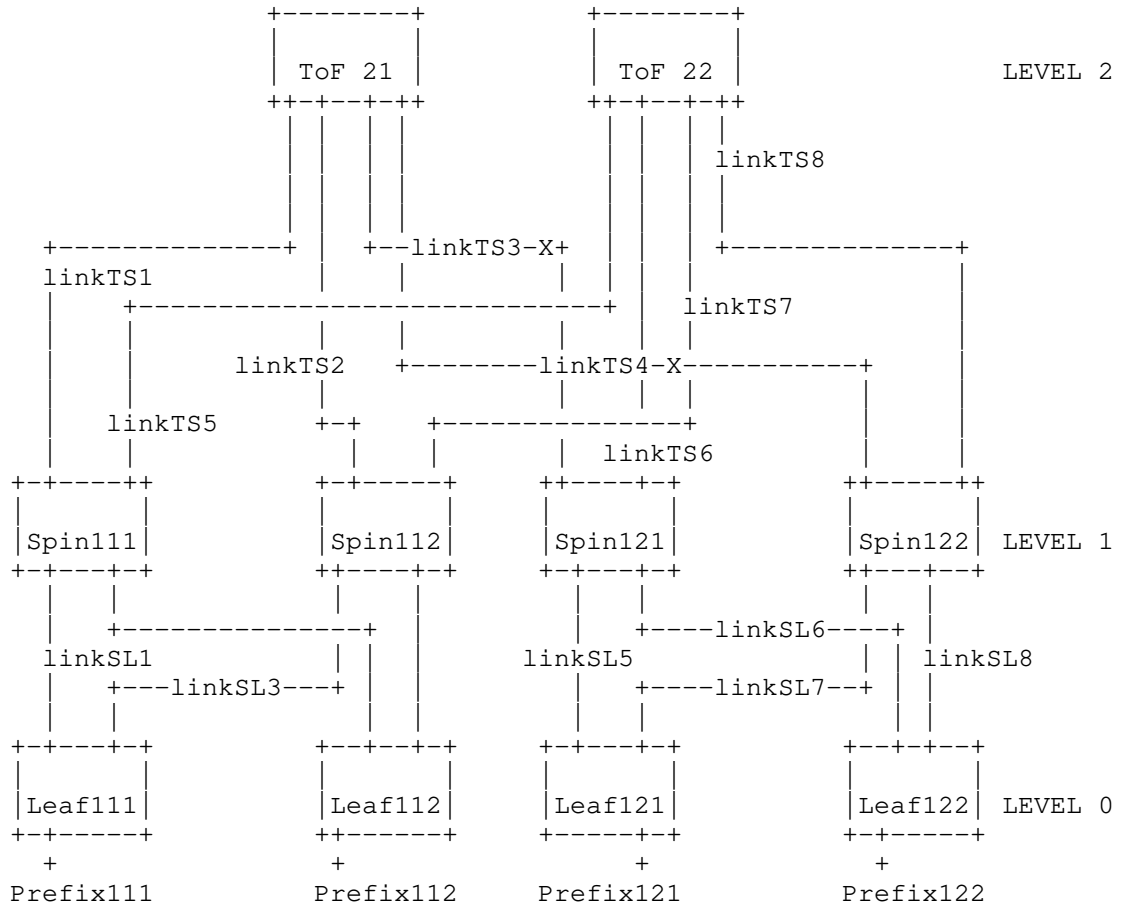 ToF 21 ToF 22 LEVEL 2
linkTS8
linkTS3-X
linkTS1
linkTS7
linkTS2 linkTS4-X
linkTS5
linkTS6
Spin111 Spin112 Spin121 Spin122 LEVEL 1
linkSL6
linkSL1 linkSL5 linkSL8
linkSL3 linkSL7
Leaf111 Leaf112 Leaf121 Leaf122 LEVEL 0
Prefix111 Prefix112 Prefix121 Prefix122